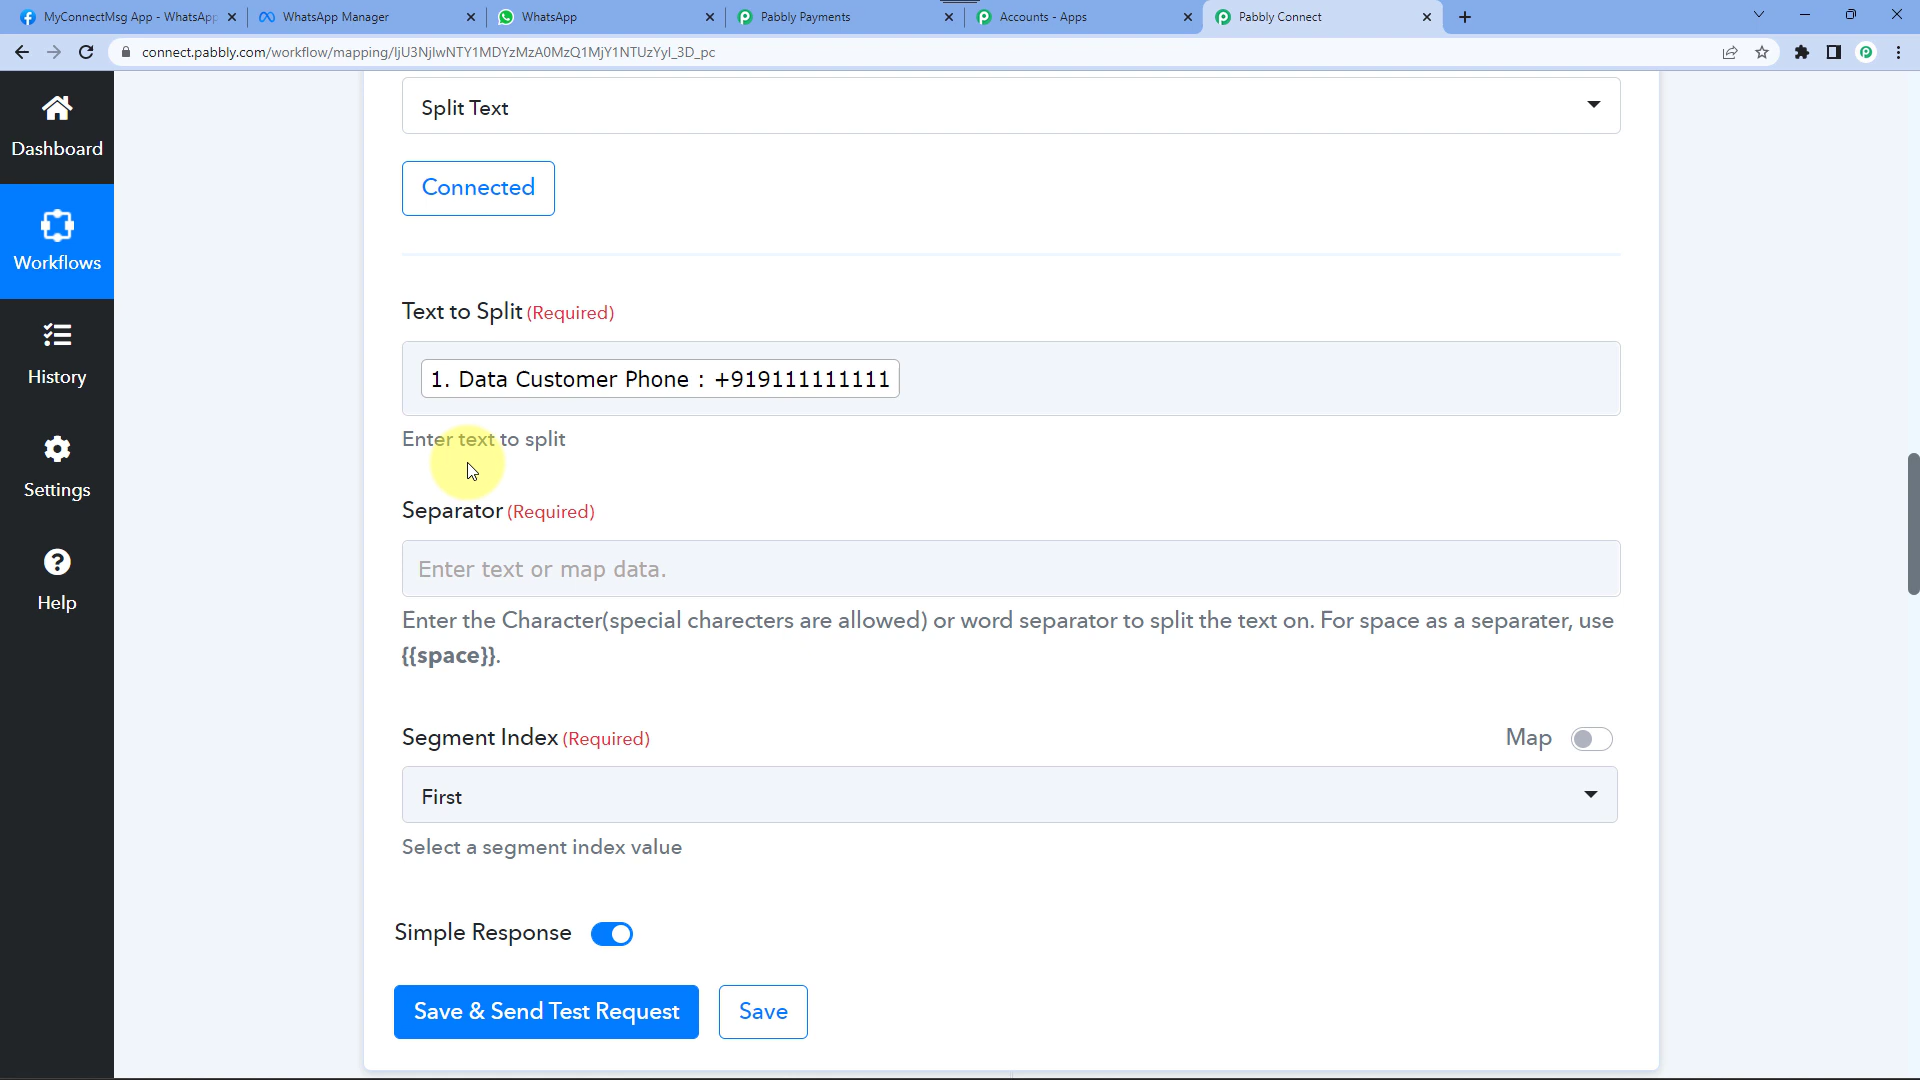 MyConnectMsg App - WhatsApp
WhatsApp Manager
WhatsApp
Pabbly Payments
Accounts - Apps
Pabbly Connect
connect.pabbly.com/workflow/mapping/IjU3NjIwNTY1MDYzMzA0MzQ1MjY1NTUzYyI_3D_pc
Dashboard
Workflows
History
Settings
Help
Split Text
Connected
Text to Split (Required)
1. Data Customer Phone : +919111111111
Enter text to split
Separator (Required)
Enter text or map data.
Enter the Character(special charecters are allowed) or word separator to split the text on. For space as a separater, use
{{space}}.
Segment Index (Required)
Map
First
Select a segment index value
Simple Response
Save & Send Test Request
Save